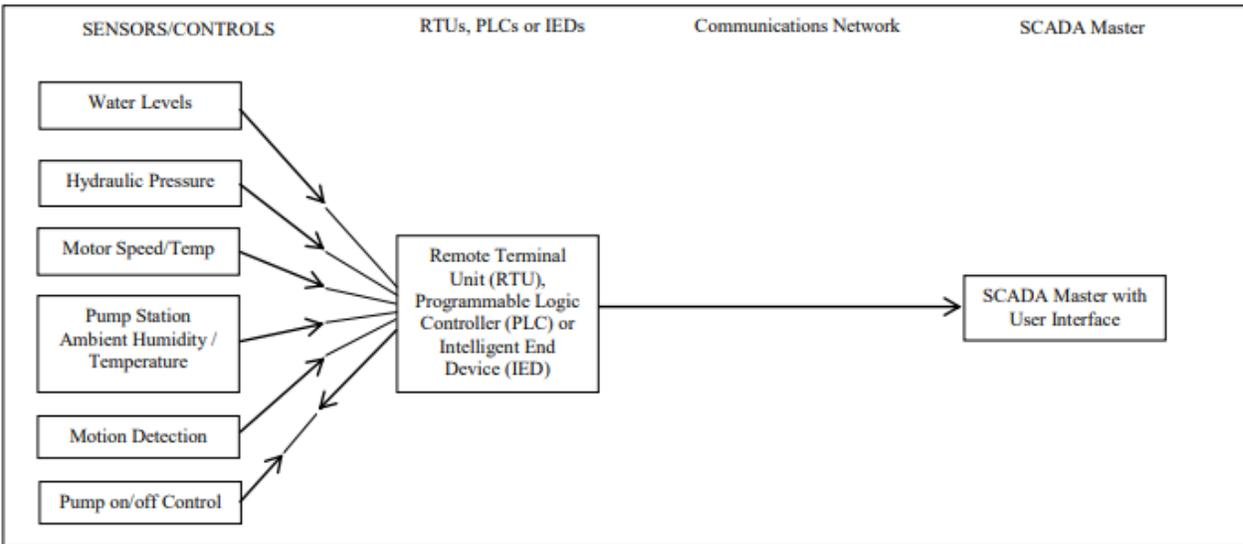 SENSORS/CONTROLS
RTUs, PLCs or IEDs
Communications Network
SCADA Master
Water Levels
Hydraulic Pressure
Motor Speed/Temp
Pump Station
Ambient Humidity /
Temperature
Motion Detection
Pump on/off Control
Remote Terminal
Unit (RTU),
Programmable Logic
Controller (PLC) or
Intelligent End
Device (IED)
SCADA Master with
User Interface